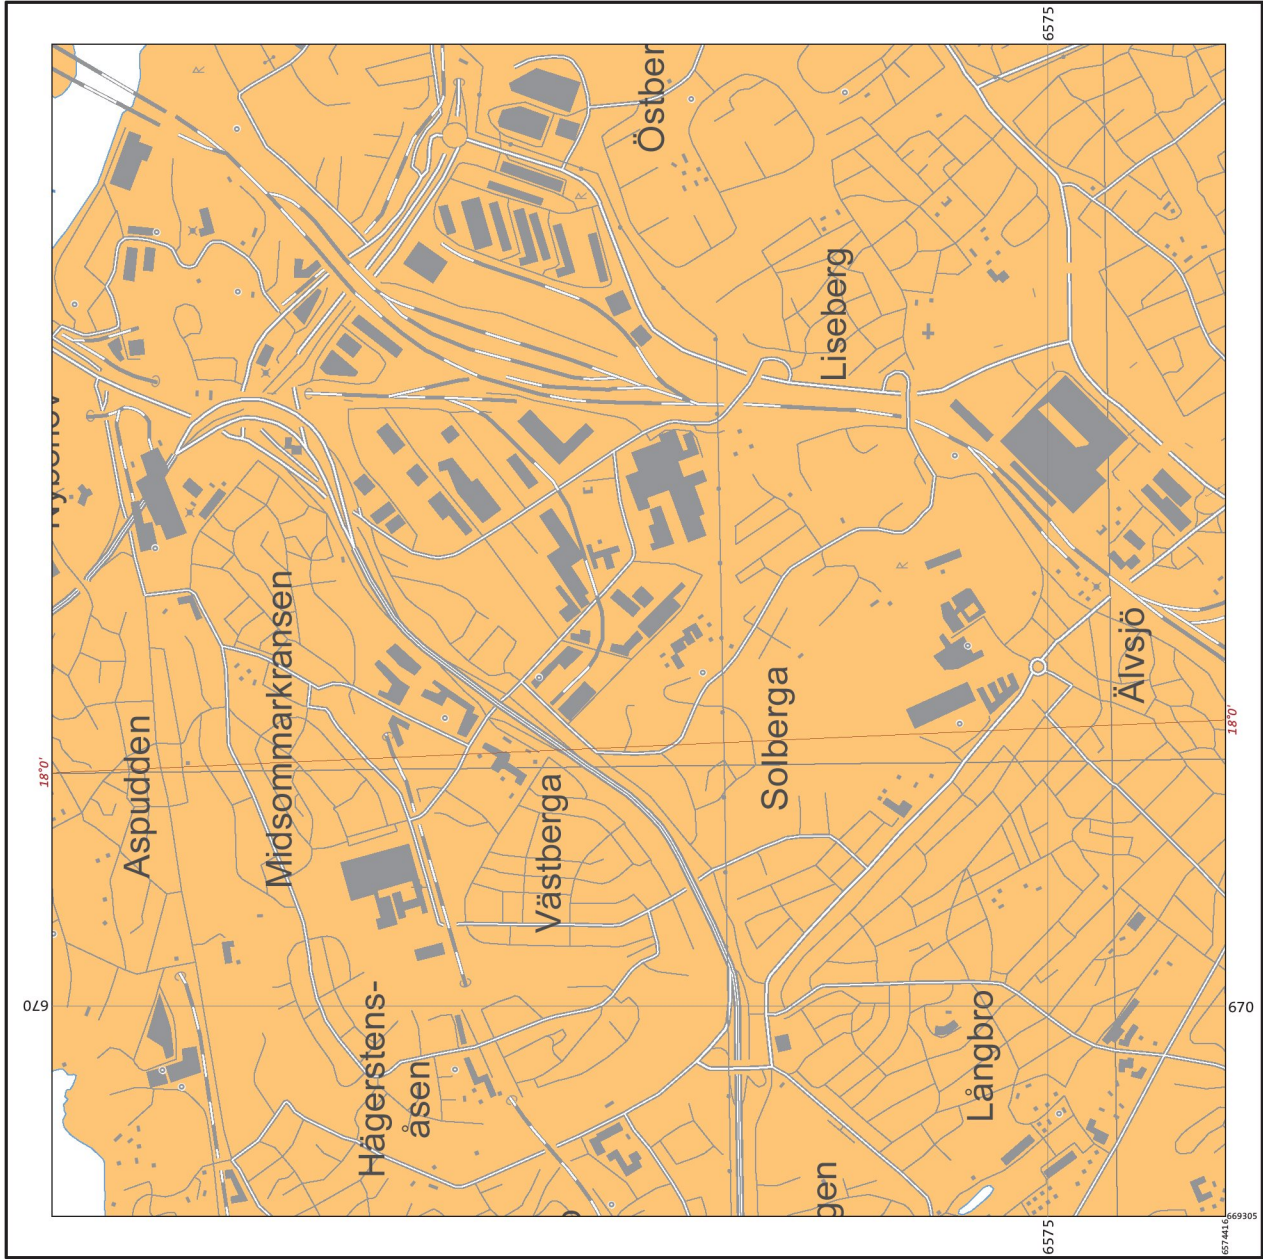 6575
Östber
Nybohov
Liseberg
Midsommarkransen
Aspudden
Älvsjö
Solberga
18°0'
18°0'
Västberga
670
670
Hägerstens-
åsen
Långbro
gen
6575
6574416
669305